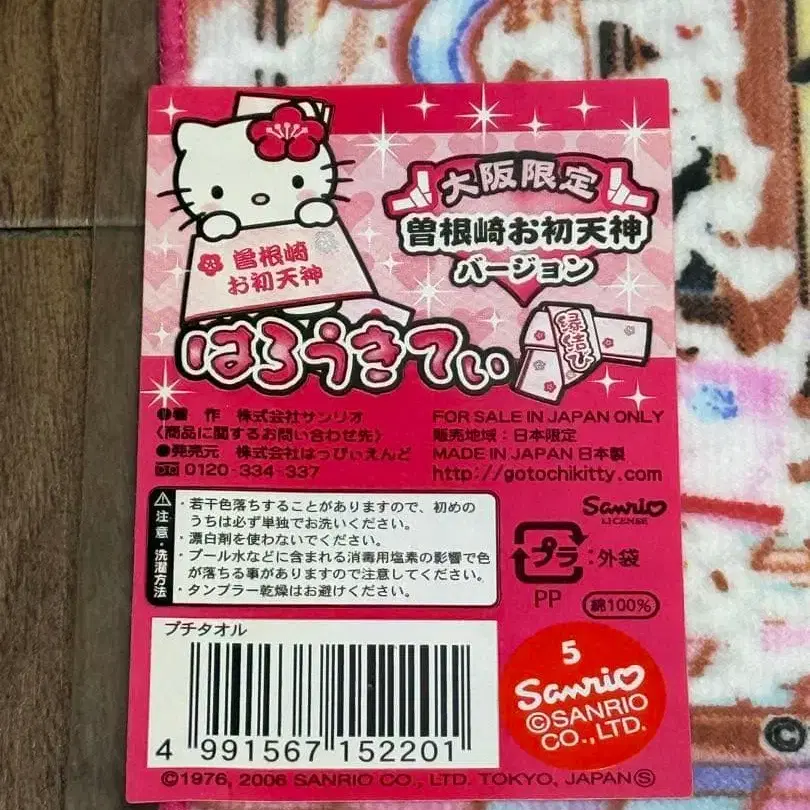 大阪限定
曽根崎お初天神
バージョン
曽根崎
お初天神
はろうきてぃ
縁結び
●著 作 株式会社サンリオ
〈商品に関するお問い合わせ先〉
●発売元 株式会社はっぴぃえんど
0120-334-337
FOR SALE IN JAPAN ONLY
販売地域：日本限定
MADE IN JAPAN 日本製
http://gotochikitty.com
注意・洗濯方法
・若干色落ちすることがありますので、初めの
うちは必ず単独でお洗いください。
・漂白剤を使わないでください。
・プール水などに含まれる消毒用塩素の影響で色
が落ちる事がありますので注意してください。
・タンブラー乾燥はお避けください。
Sanrio
LICENSE
プラ：外袋
PP
綿100%
プチタオル
4 991567 152201
5
Sanrio
©SANRIO
CO.,LTD.
©1976, 2006 SANRIO CO., LTD. TOKYO, JAPAN Ⓢ
©